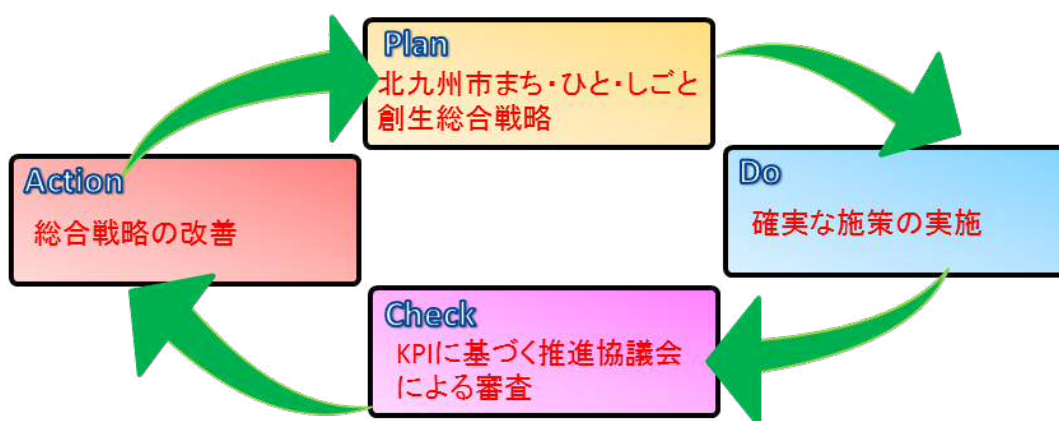 Plan
北九州市まち・ひと・しごと
創生総合戦略
Do
確実な施策の実施
Check
KPIに基づく推進協議会
による審査
Action
総合戦略の改善